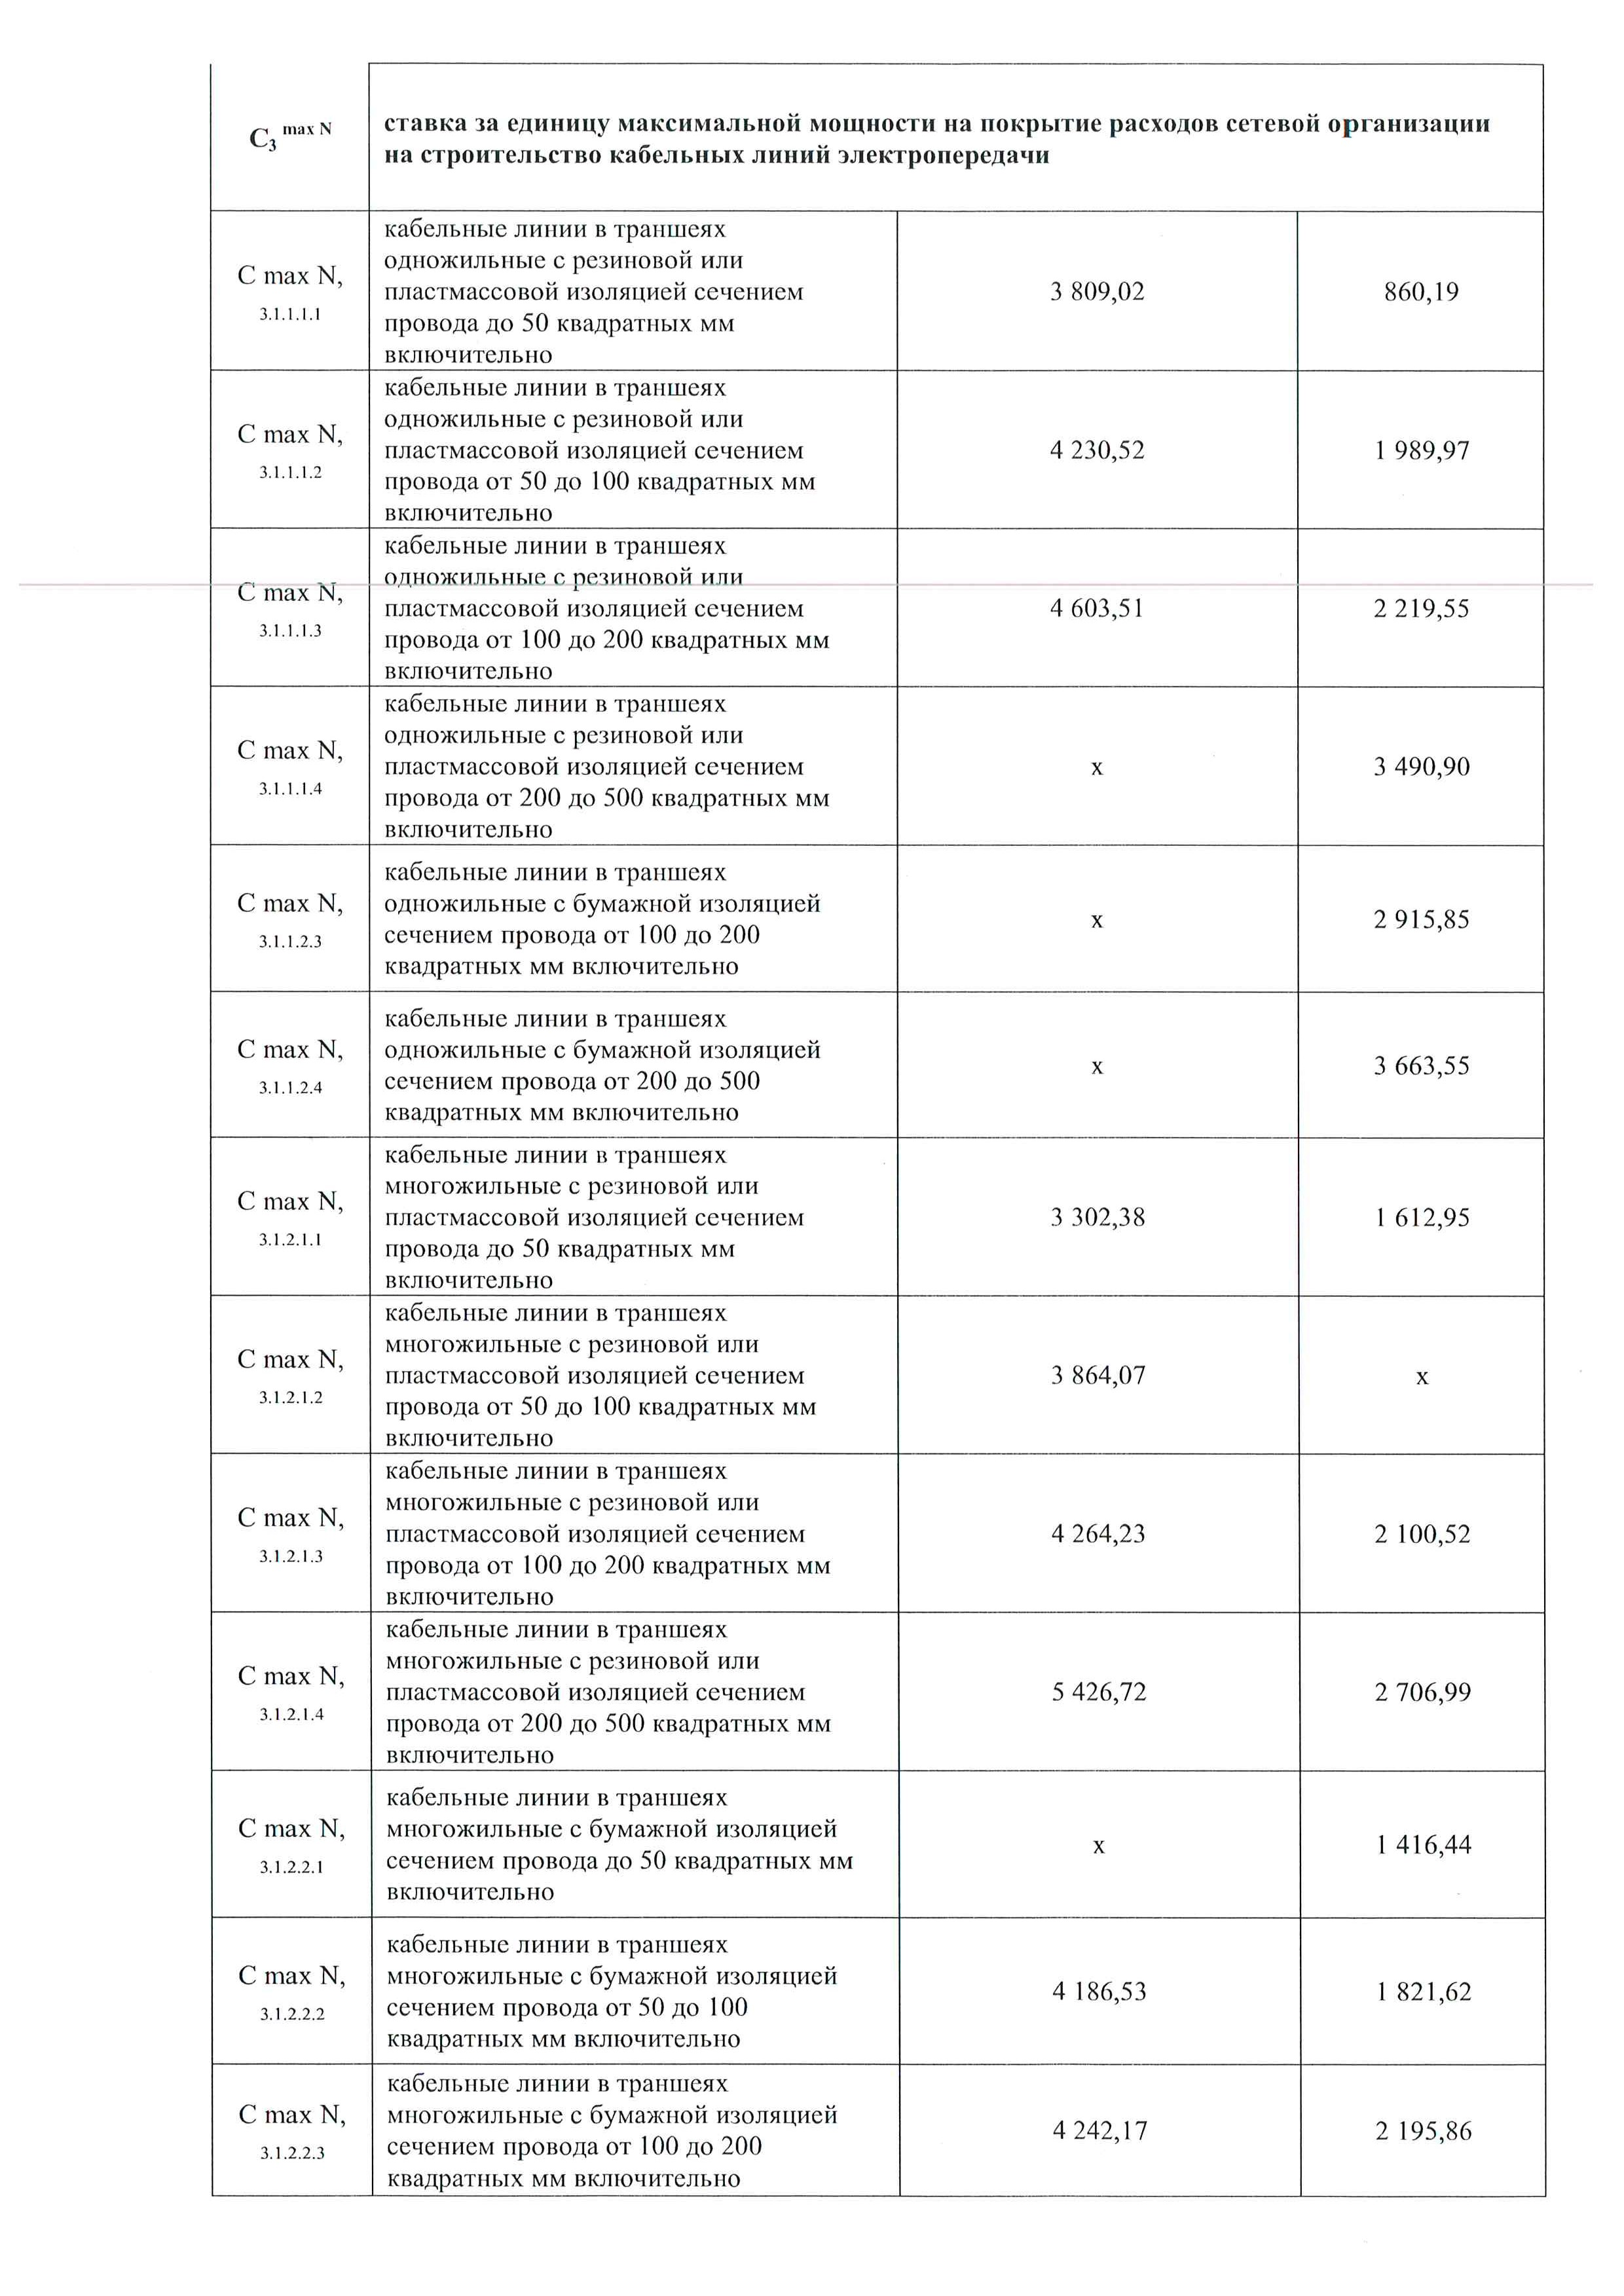 C₃ max N
ставка за единицу максимальной мощности на покрытие расходов сетевой организации
на строительство кабельных линий электропередачи
C max N,
3.1.1.1.1
кабельные линии в траншеях
одножильные с резиновой или
пластмассовой изоляцией сечением
провода до 50 квадратных мм
включительно
3 809,02
860,19
C max N,
3.1.1.1.2
кабельные линии в траншеях
одножильные с резиновой или
пластмассовой изоляцией сечением
провода от 50 до 100 квадратных мм
включительно
4 230,52
1 989,97
C max N,
3.1.1.1.3
кабельные линии в траншеях
одножильные с резиновой или
пластмассовой изоляцией сечением
провода от 100 до 200 квадратных мм
включительно
4 603,51
2 219,55
C max N,
3.1.1.1.4
кабельные линии в траншеях
одножильные с резиновой или
пластмассовой изоляцией сечением
провода от 200 до 500 квадратных мм
включительно
х
3 490,90
C max N,
3.1.1.2.3
кабельные линии в траншеях
одножильные с бумажной изоляцией
сечением провода от 100 до 200
квадратных мм включительно
х
2 915,85
C max N,
3.1.1.2.4
кабельные линии в траншеях
одножильные с бумажной изоляцией
сечением провода от 200 до 500
квадратных мм включительно
х
3 663,55
C max N,
3.1.2.1.1
кабельные линии в траншеях
многожильные с резиновой или
пластмассовой изоляцией сечением
провода до 50 квадратных мм
включительно
3 302,38
1 612,95
C max N,
3.1.2.1.2
кабельные линии в траншеях
многожильные с резиновой или
пластмассовой изоляцией сечением
провода от 50 до 100 квадратных мм
включительно
3 864,07
х
C max N,
3.1.2.1.3
кабельные линии в траншеях
многожильные с резиновой или
пластмассовой изоляцией сечением
провода от 100 до 200 квадратных мм
включительно
4 264,23
2 100,52
C max N,
3.1.2.1.4
кабельные линии в траншеях
многожильные с резиновой или
пластмассовой изоляцией сечением
провода от 200 до 500 квадратных мм
включительно
5 426,72
2 706,99
C max N,
3.1.2.2.1
кабельные линии в траншеях
многожильные с бумажной изоляцией
сечением провода до 50 квадратных мм
включительно
х
1 416,44
C max N,
3.1.2.2.2
кабельные линии в траншеях
многожильные с бумажной изоляцией
сечением провода от 50 до 100
квадратных мм включительно
4 186,53
1 821,62
C max N,
3.1.2.2.3
кабельные линии в траншеях
многожильные с бумажной изоляцией
сечением провода от 100 до 200
квадратных мм включительно
4 242,17
2 195,86